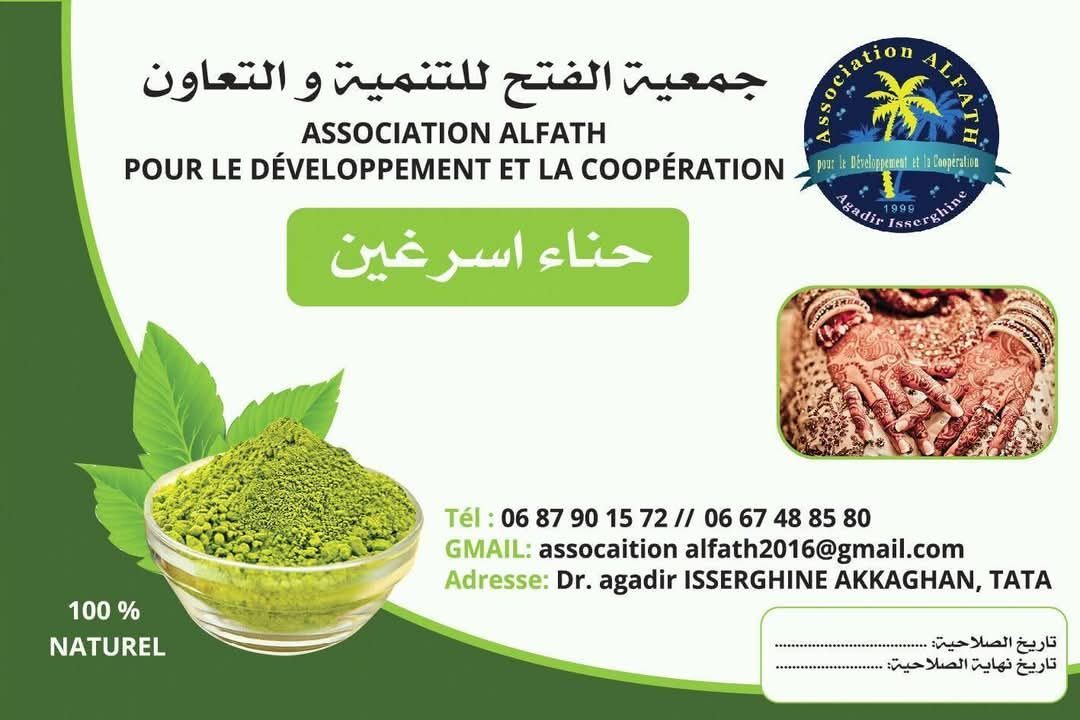 جمعية الفتح للتنمية و التعاون
ASSOCIATION ALFATH
POUR LE DÉVELOPPEMENT ET LA COOPÉRATION
Association ALFATH
pour le Développement et la Coopération
1999
Agadir Isserghine
حناء اسرغين
Tél : 06 87 90 15 72 // 06 67 48 85 80
GMAIL: assocaition alfath2016@gmail.com
Adresse: Dr. agadir ISSERGHINE AKKAGHAN, TATA
100 %
NATUREL
تاريخ الصلاحية: ....................................
تاريخ نهاية الصلاحية: ..........................